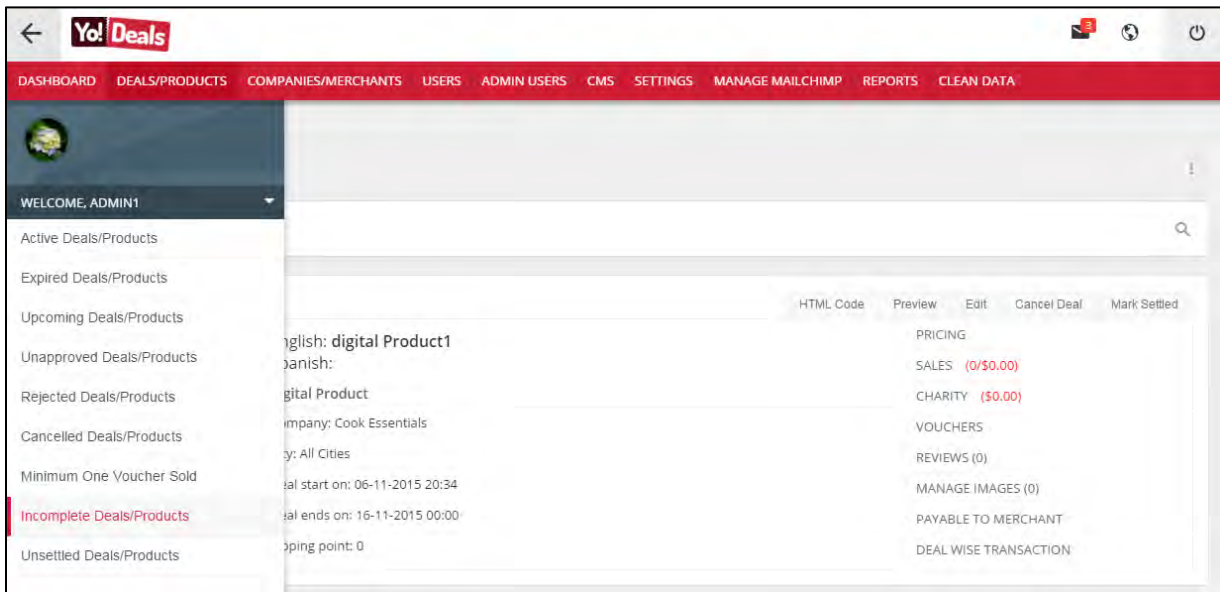 Yo! Deals
3
DASHBOARD DEALS/PRODUCTS COMPANIES/MERCHANTS USERS ADMIN USERS CMS SETTINGS MANAGE MAILCHIMP REPORTS CLEAN DATA
WELCOME, ADMIN1
Active Deals/Products
Expired Deals/Products
Upcoming Deals/Products
Unapproved Deals/Products
Rejected Deals/Products
Cancelled Deals/Products
Minimum One Voucher Sold
Incomplete Deals/Products
Unsettled Deals/Products
HTML Code Preview Edit Cancel Deal Mark Settled
nglish: digital Product1
panish:
gital Product
ompany: Cook Essentials
ty: All Cities
eal start on: 06-11-2015 20:34
eal ends on: 16-11-2015 00:00
pping point: 0
PRICING
SALES (0/$0.00)
CHARITY ($0.00)
VOUCHERS
REVIEWS (0)
MANAGE IMAGES (0)
PAYABLE TO MERCHANT
DEAL WISE TRANSACTION